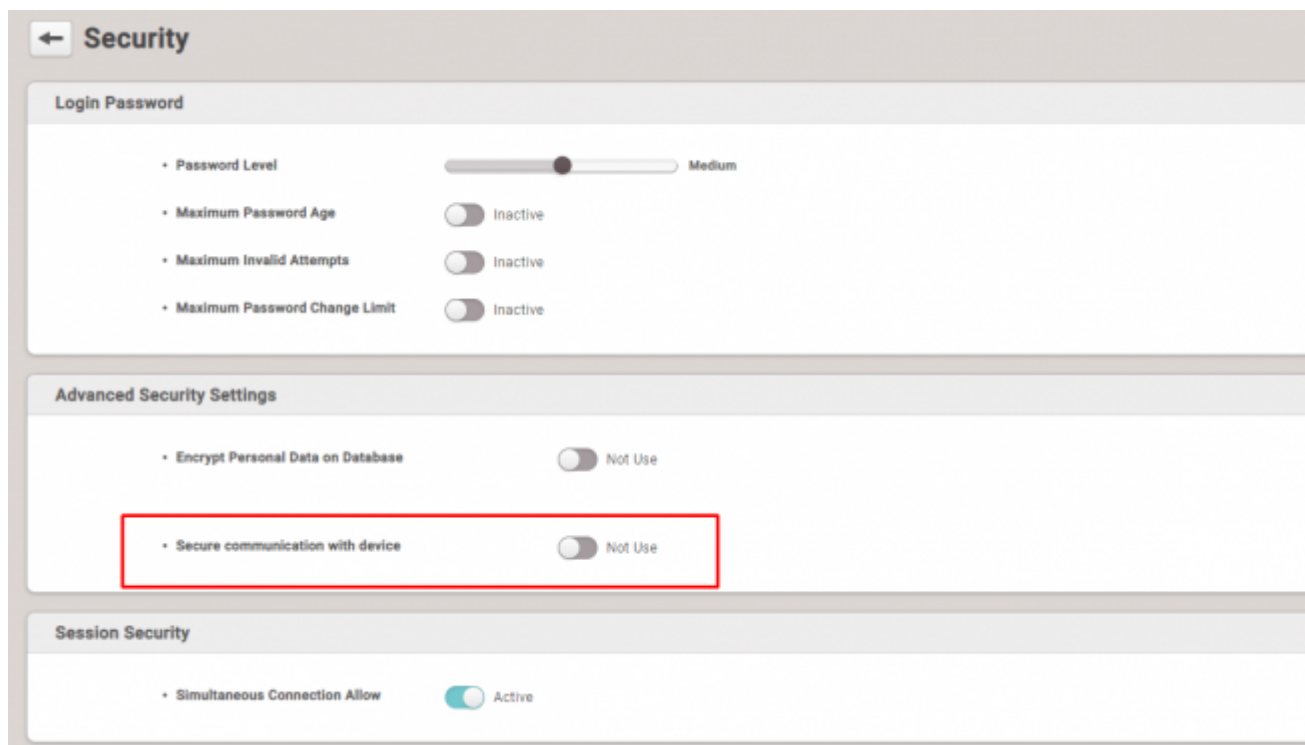 Security
Login Password
• Password Level Medium
• Maximum Password Age Inactive
• Maximum Invalid Attempts Inactive
• Maximum Password Change Limit Inactive
Advanced Security Settings
• Encrypt Personal Data on Database Not Use
• Secure communication with device Not Use
Session Security
• Simultaneous Connection Allow Active